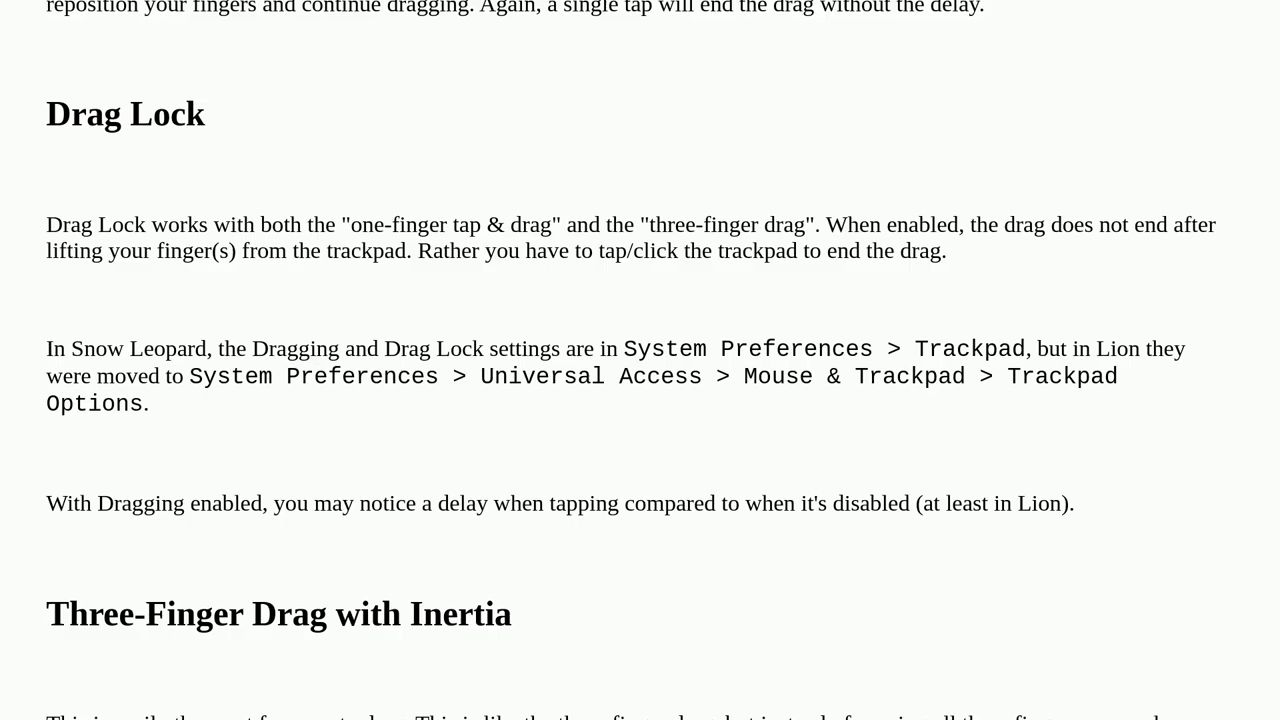 reposition your fingers and continue dragging. Again, a single tap will end the drag without the delay.
Drag Lock
Drag Lock works with both the "one-finger tap & drag" and the "three-finger drag". When enabled, the drag does not end after
lifting your finger(s) from the trackpad. Rather you have to tap/click the trackpad to end the drag.
In Snow Leopard, the Dragging and Drag Lock settings are in System Preferences > Trackpad, but in Lion they
were moved to System Preferences > Universal Access > Mouse & Trackpad > Trackpad
Options.
With Dragging enabled, you may notice a delay when tapping compared to when it's disabled (at least in Lion).
Three-Finger Drag with Inertia